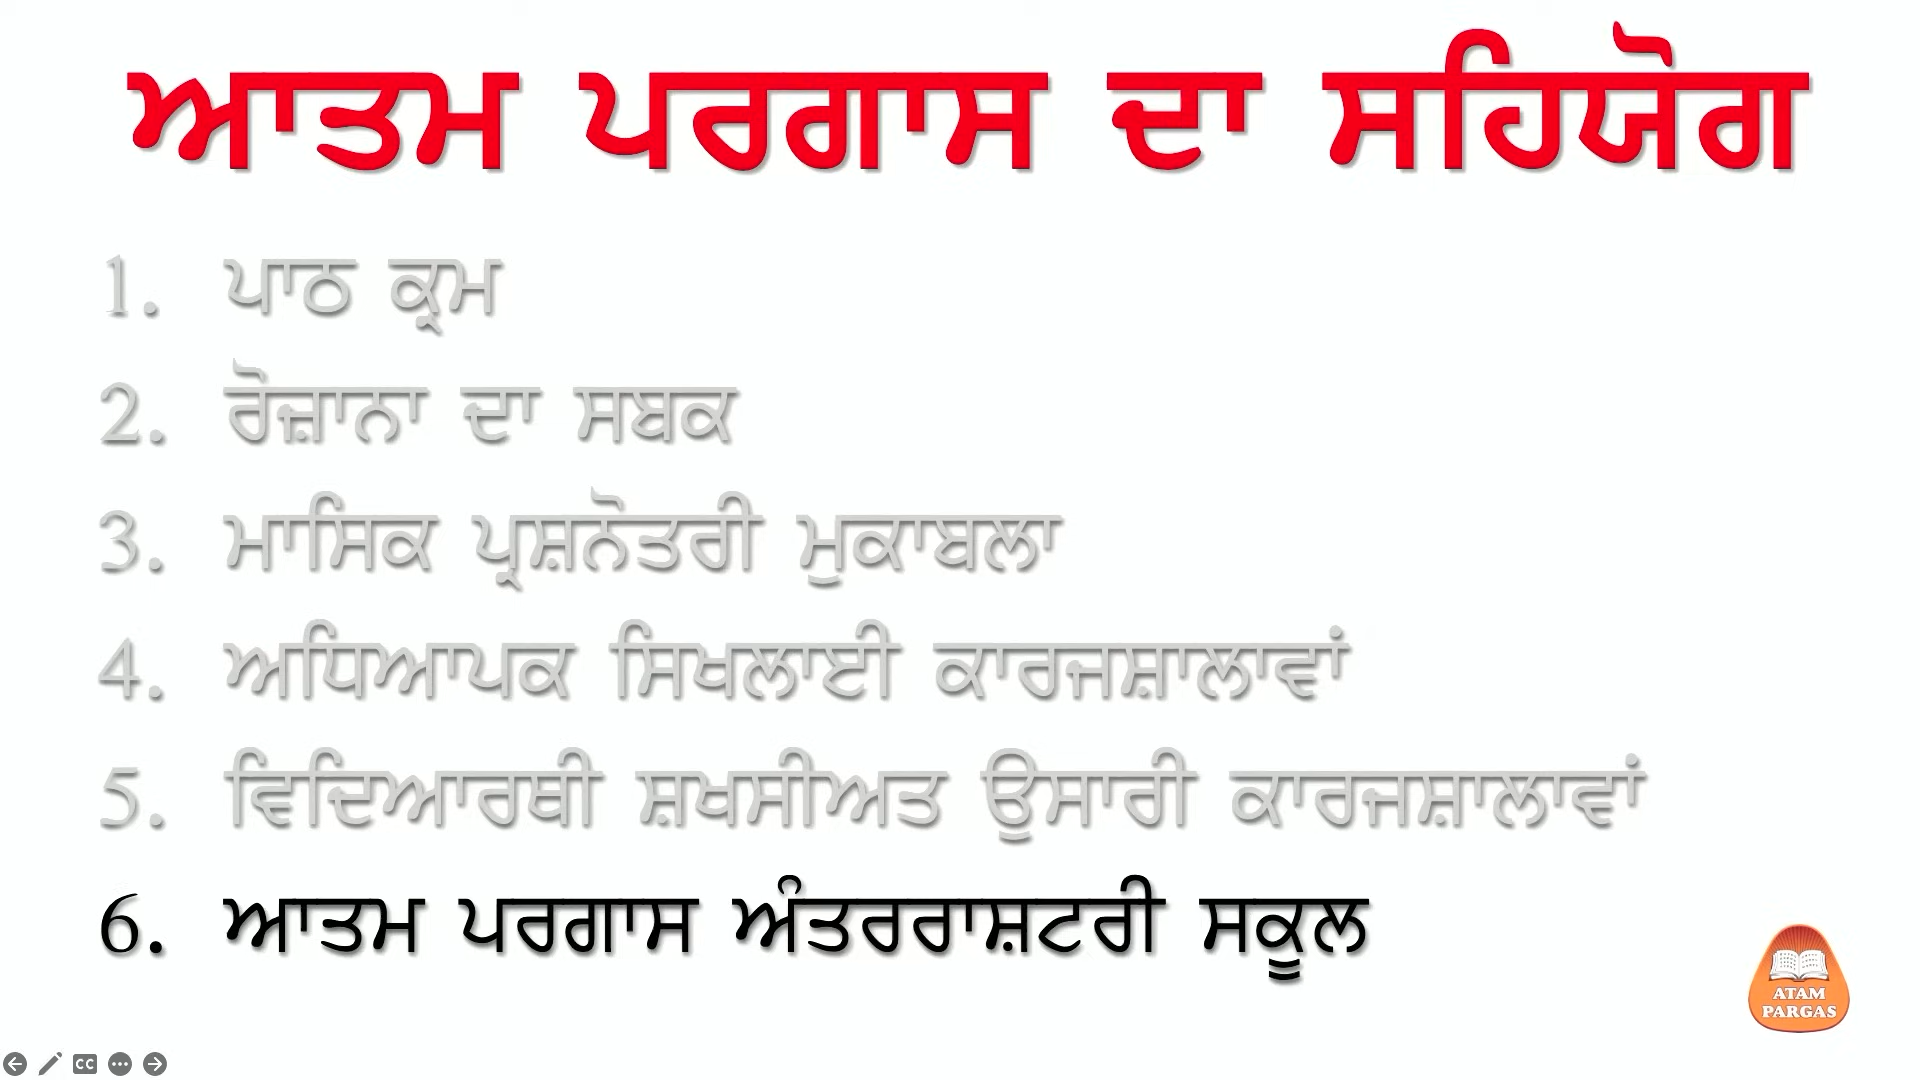 ਆਤਮ ਪਰਗਾਸ ਦਾ ਸਹਿਯੋਗ
1. ਪਾਠ ਕ੍ਰਮ
2. ਰੋਜ਼ਾਨਾ ਦਾ ਸਬਕ
3. ਮਾਸਿਕ ਪ੍ਰਸ਼ਨੋਤਰੀ ਮੁਕਾਬਲਾ
4. ਅਧਿਆਪਕ ਸਿਖਲਾਈ ਕਾਰਜਸ਼ਾਲਾਵਾਂ
5. ਵਿਦਿਆਰਥੀ ਸ਼ਖਸੀਅਤ ਉਸਾਰੀ ਕਾਰਜਸ਼ਾਲਾਵਾਂ
6. ਆਤਮ ਪਰਗਾਸ ਅੰਤਰਰਾਸ਼ਟਰੀ ਸਕੂਲ
ATAM
PARGAS
CC